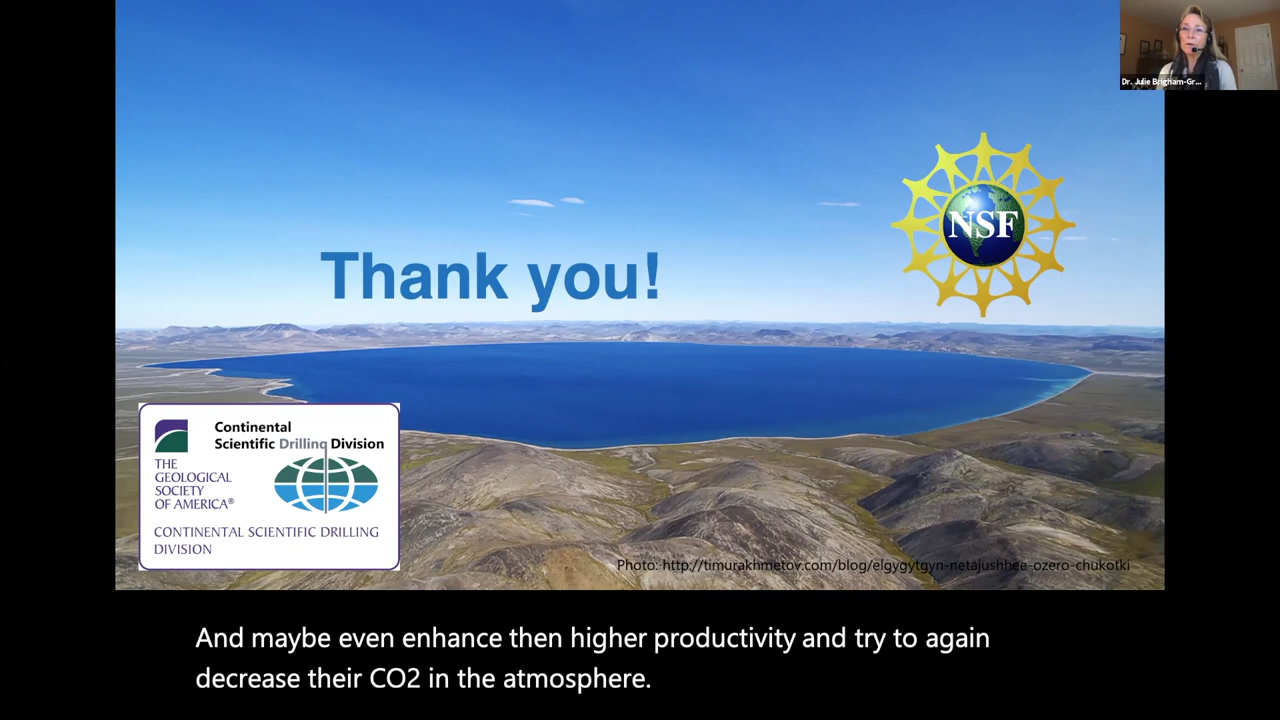 Dr. Julie Brigham-Gr...
NSF
Thank you!
Continental
Scientific Drilling Division
THE
GEOLOGICAL
SOCIETY
OF AMERICA®
CONTINENTAL SCIENTIFIC DRILLING
DIVISION
Photo: http://timurakhmetov.com/blog/elgygytgyn-netajushhee-ozero-chukotki
And maybe even enhance then higher productivity and try to again
decrease their CO2 in the atmosphere.